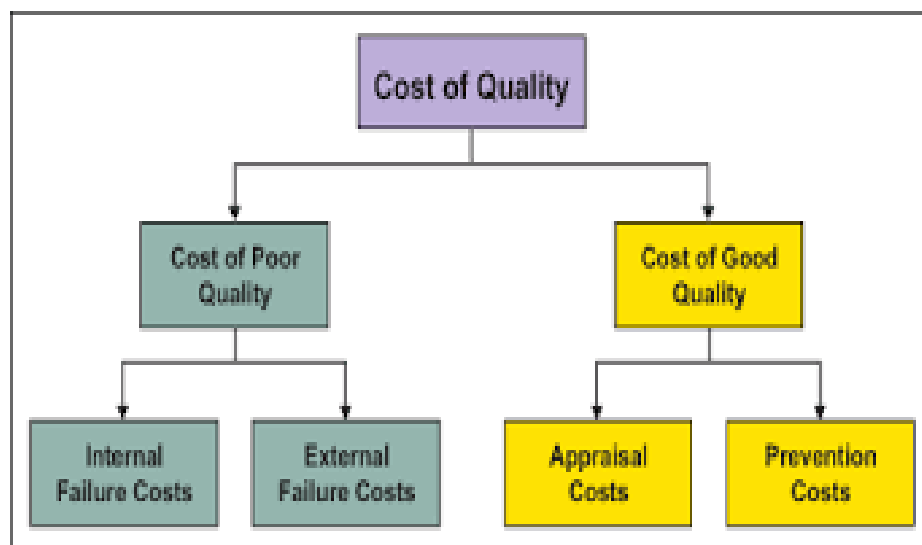 Cost of Quality
Cost of Poor
Quality
Cost of Good
Quality
Internal
Failure Costs
External
Failure Costs
Appraisal
Costs
Prevention
Costs